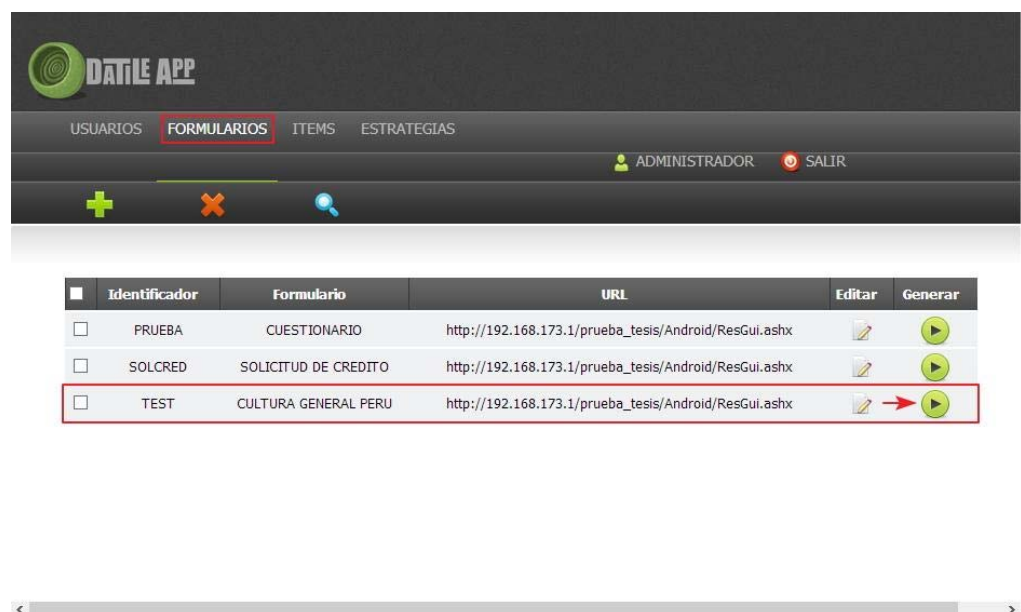 DATILE APP
USUARIOS FORMULARIOS ITEMS ESTRATEGIAS
ADMINISTRADOR SALIR
Identificador Formulario URL Editar Generar
PRUEBA CUESTIONARIO http://192.168.173.1/prueba_tesis/Android/ResGui.ashx
SOLCRED SOLICITUD DE CREDITO http://192.168.173.1/prueba_tesis/Android/ResGui.ashx
TEST CULTURA GENERAL PERU http://192.168.173.1/prueba_tesis/Android/ResGui.ashx